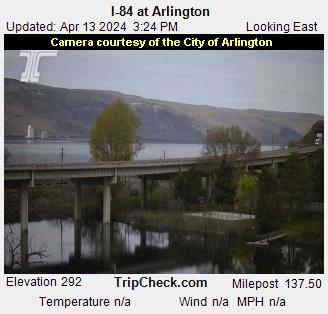 I-84 at Arlington
Updated: Apr 13 2024 3:24 PM Looking East
Camera courtesy of the City of Arlington
Elevation 292 TripCheck.com Milepost 137.50
Temperature n/a Wind n/a MPH n/a